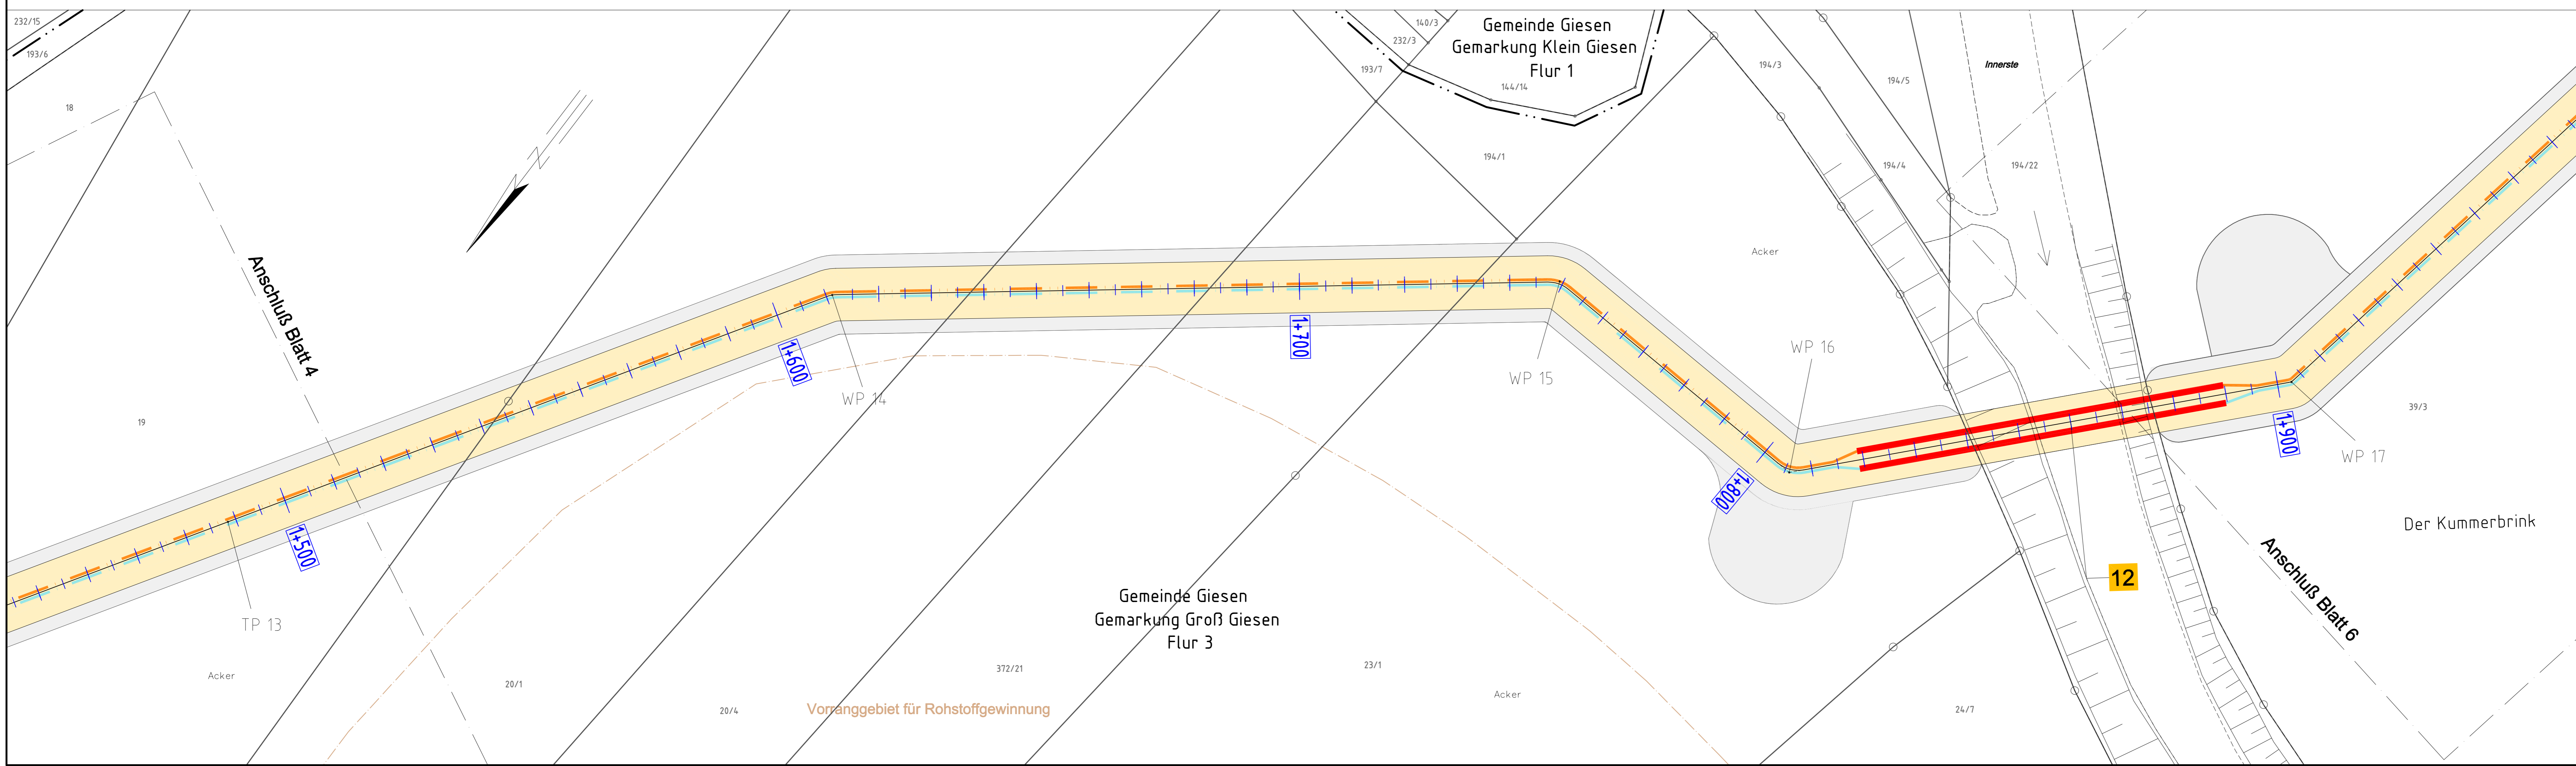 232/15
193/6
18
19
Anschluß Blatt 4
N
140/3
232/3
193/7
144/14
Gemeinde Giesen
Gemarkung Klein Giesen
Flur 1
194/1
194/3
194/5
Innerste
194/4
194/22
Acker
1+500
1+600
1+700
1+800
1+900
TP 13
WP 14
WP 15
WP 16
WP 17
39/3
Der Kummerbrink
12
Anschluß Blatt 6
Gemeinde Giesen
Gemarkung Groß Giesen
Flur 3
Acker
20/1
20/4
372/21
Vorranggebiet für Rohstoffgewinnung
23/1
Acker
24/7